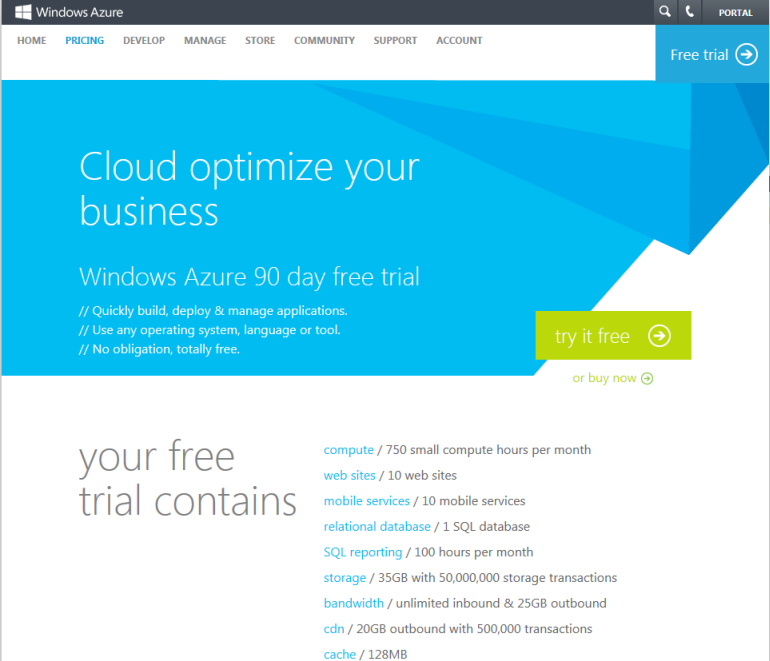 Windows Azure
PORTAL
HOME PRICING DEVELOP MANAGE STORE COMMUNITY SUPPORT ACCOUNT
Free trial
Cloud optimize your
business
Windows Azure 90 day free trial
// Quickly build, deploy & manage applications.
// Use any operating system, language or tool.
// No obligation, totally free.
try it free
or buy now
your free
trial contains
compute / 750 small compute hours per month
web sites / 10 web sites
mobile services / 10 mobile services
relational database / 1 SQL database
SQL reporting / 100 hours per month
storage / 35GB with 50,000,000 storage transactions
bandwidth / unlimited inbound & 25GB outbound
cdn / 20GB outbound with 500,000 transactions
cache / 128MB